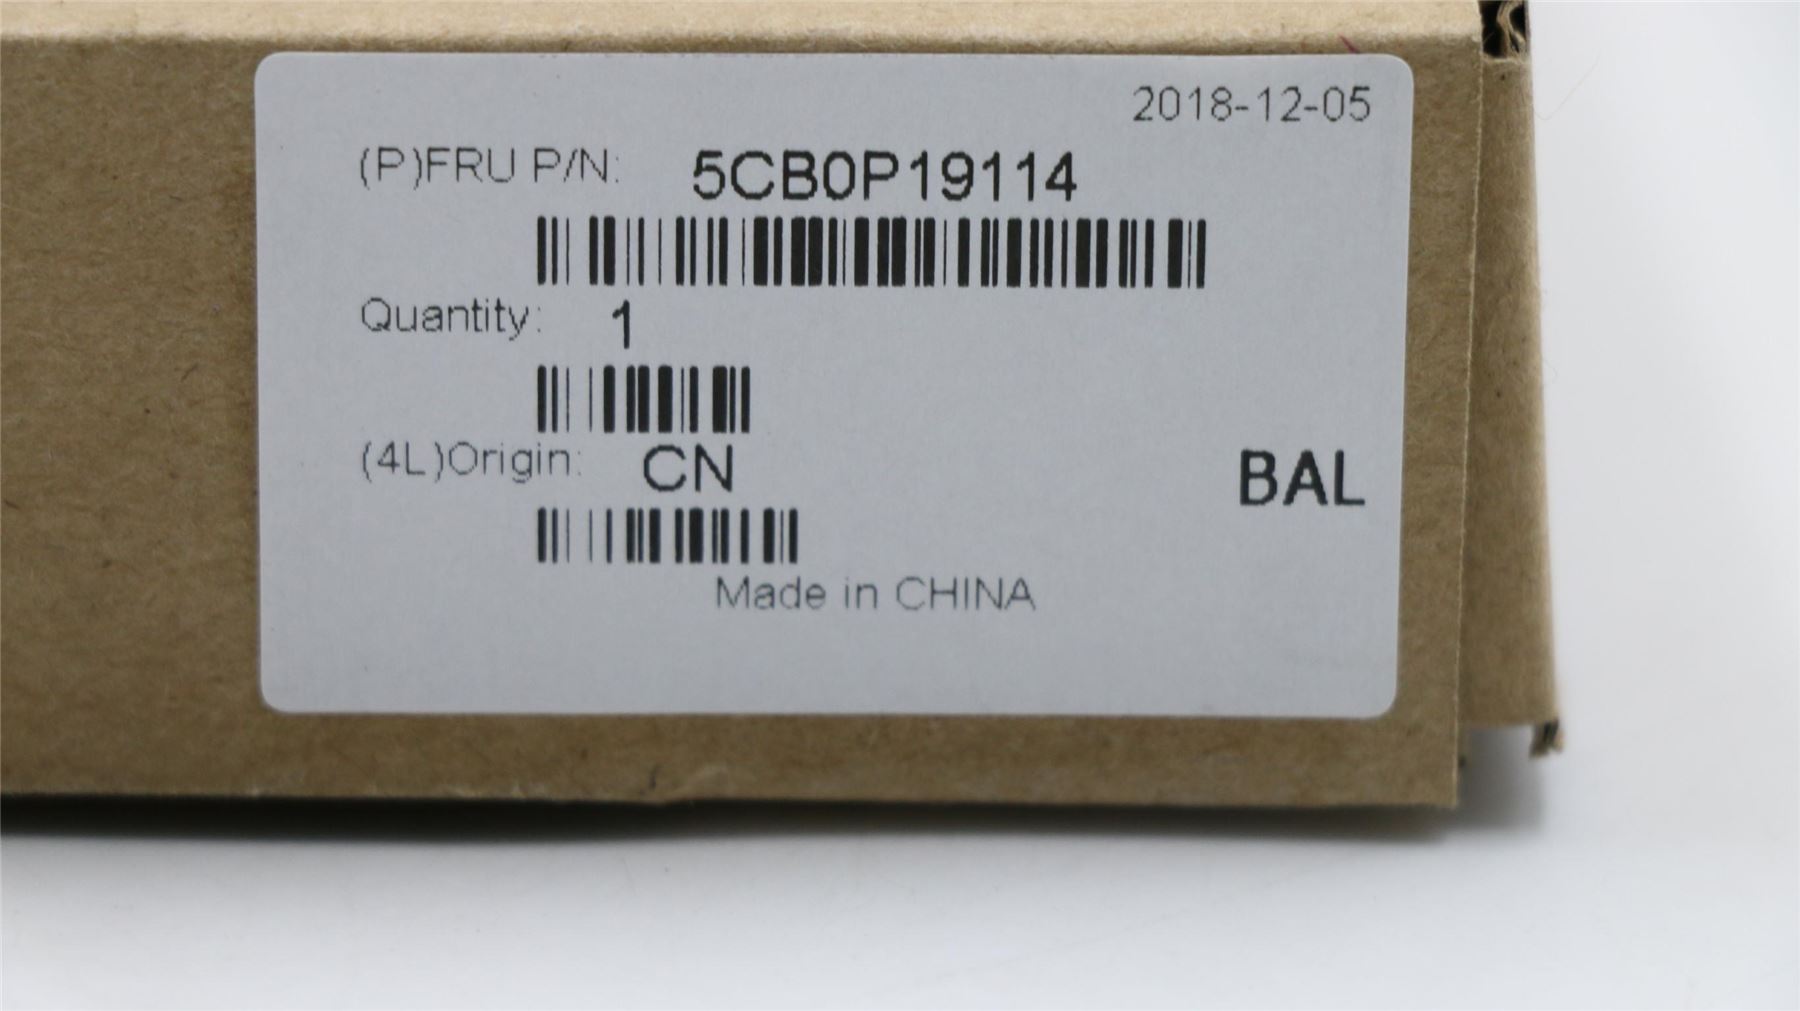 2018-12-05
(P)FRU P/N: 5CB0P19114
Quantity: 1
(4L)Origin: CN
BAL
Made in CHINA